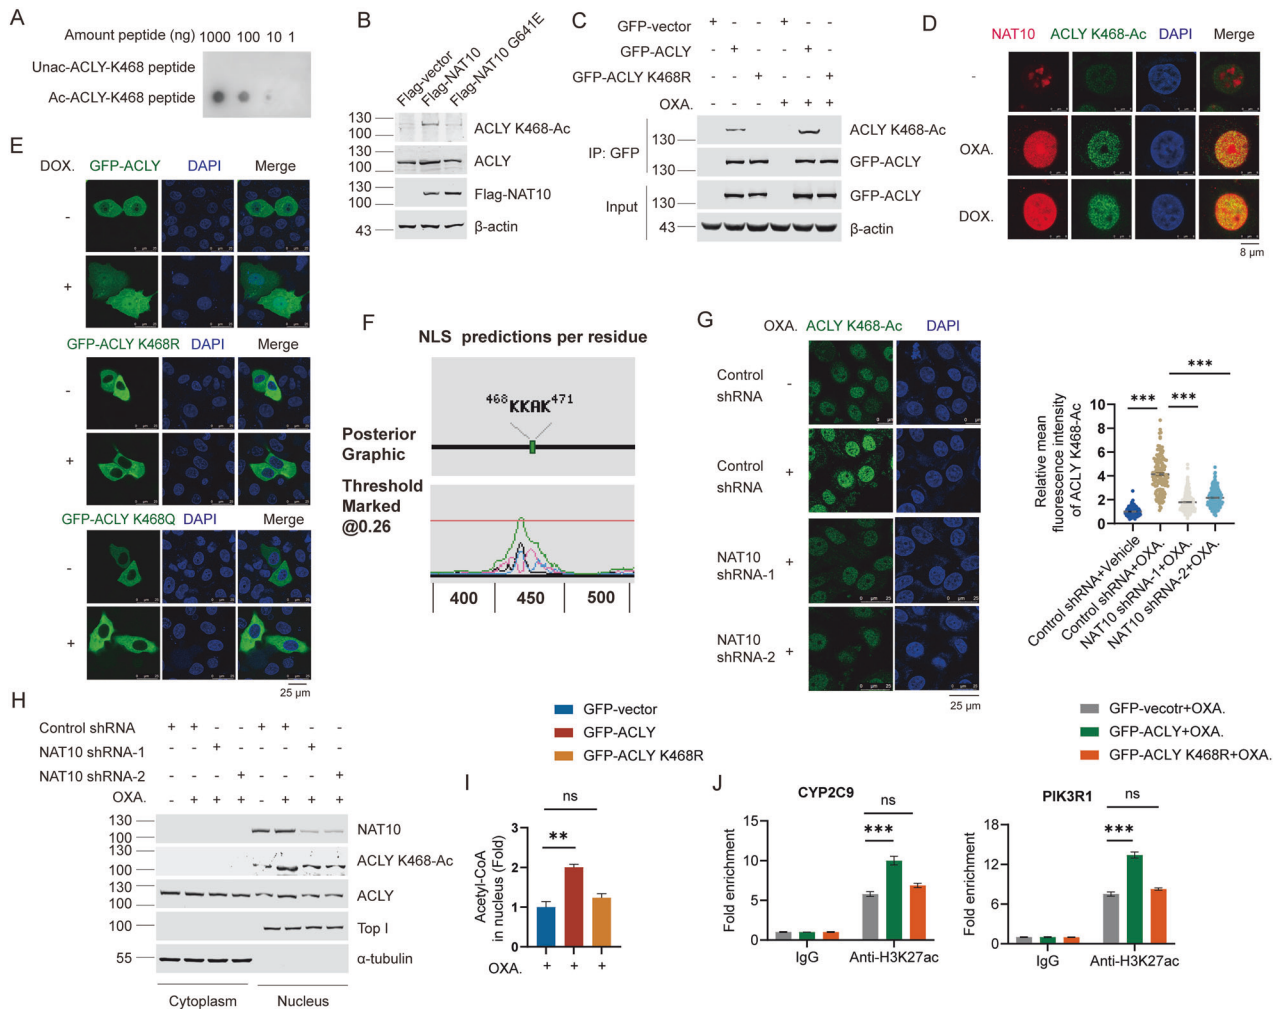 A
Amount peptide (ng) 1000 100 10 1
Unac-ACLY-K468 peptide
Ac-ACLY-K468 peptide
B
Flag-vector
Flag-NAT10
Flag-NAT10 G641E
130
100
ACLY K468-Ac
130
100
ACLY
130
100
Flag-NAT10
43
β-actin
C
GFP-vector + - - + - -
GFP-ACLY - + - - + -
GFP-ACLY K468R - - + - - +
OXA. - - - + + +
IP: GFP
130
ACLY K468-Ac
130
GFP-ACLY
Input
130
GFP-ACLY
43
β-actin
D
NAT10 ACLY K468-Ac DAPI Merge
-
OXA.
DOX.
8 μm
E
DOX. GFP-ACLY DAPI Merge
-
+
GFP-ACLY K468R DAPI Merge
-
+
GFP-ACLY K468Q DAPI Merge
-
+
25 μm
F
NLS predictions per residue
468KKAK471
Posterior
Graphic
Threshold
Marked
@0.26
400 450 500
G
OXA. ACLY K468-Ac DAPI
Control
shRNA
-
Control
shRNA
+
NAT10
shRNA-1
+
NAT10
shRNA-2
+
25 μm
Relative mean
fluorescence intensity
of ACLY K468-Ac
10
8
6
4
2
0
*** *** ***
Control shRNA+Vehicle
Control shRNA+OXA.
NAT10 shRNA-1+OXA.
NAT10 shRNA-2+OXA.
H
Control shRNA + + - - + + - -
NAT10 shRNA-1 - - + - - - + -
NAT10 shRNA-2 - - - + - - - +
OXA. - + + + - + + +
130
100
NAT10
130
100
ACLY K468-Ac
130
100
ACLY
100
Top I
55
α-tubulin
Cytoplasm Nucleus
GFP-vector
GFP-ACLY
GFP-ACLY K468R
I
Acetyl-CoA
in nucleus (Fold)
3
2
1
0
ns
**
OXA. + + +
GFP-vecotr+OXA.
GFP-ACLY+OXA.
GFP-ACLY K468R+OXA.
J
CYP2C9
Fold enrichment
15
10
5
0
ns
***
IgG Anti-H3K27ac
PIK3R1
Fold enrichment
18
12
6
0
ns
***
IgG Anti-H3K27ac